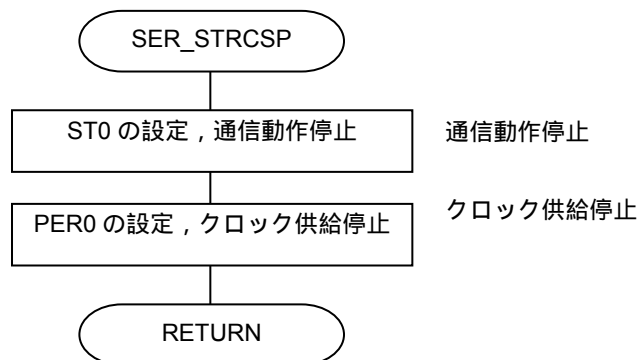 SER_STRCSP
ST0 の設定，通信動作停止
通信動作停止
PER0 の設定，クロック供給停止
クロック供給停止
RETURN